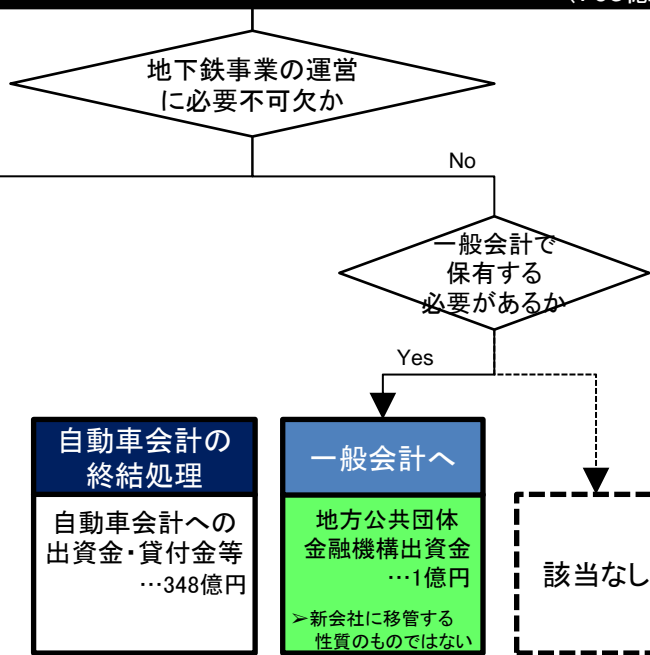 地下鉄事業の運営
に必要不可欠か
No
一般会計で
保有する
必要があるか
Yes
自動車会計の
終結処理
自動車会計への
出資金・貸付金等
…348億円
一般会計へ
地方公共団体
金融機構出資金
…1億円
➢新会社に移管する
性質のものではない
該当なし